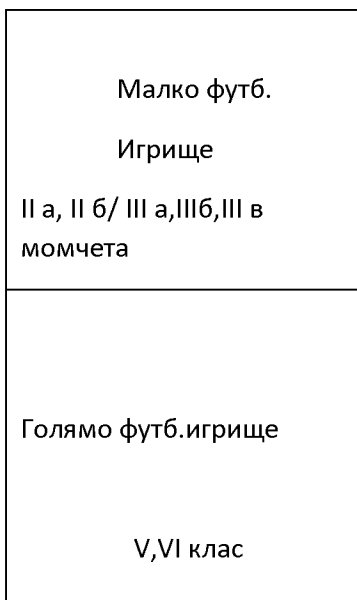 Малко футб.
Игрище
II а, II б/ III а,IIIб,III в
момчета
Голямо футб.игрище
V,VI клас